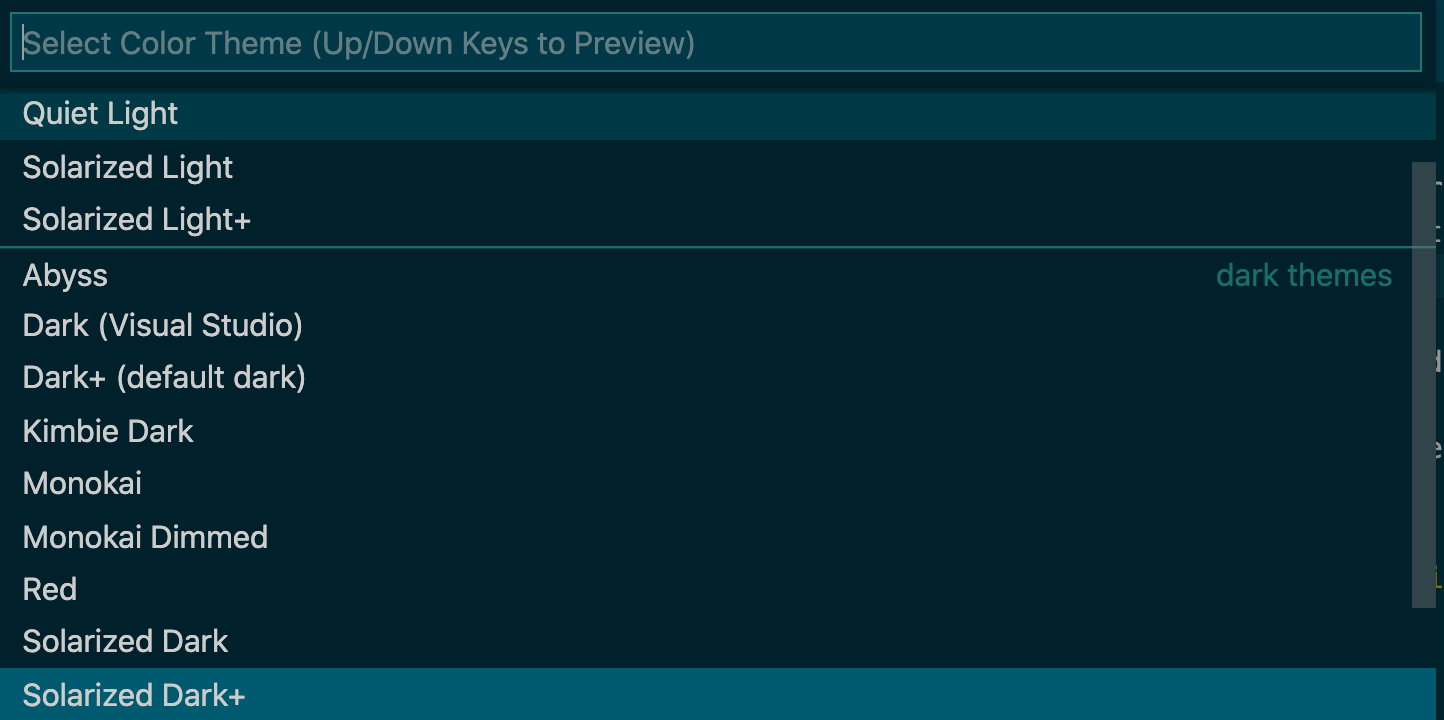 Select Color Theme (Up/Down Keys to Preview)
Quiet Light
Solarized Light
Solarized Light+
Abyss dark themes
Dark (Visual Studio)
Dark+ (default dark)
Kimbie Dark
Monokai
Monokai Dimmed
Red
Solarized Dark
Solarized Dark+